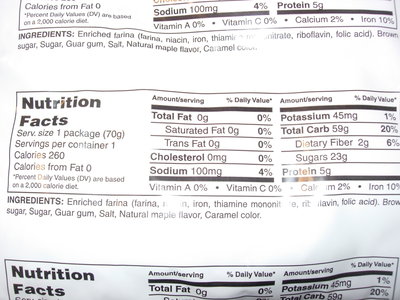 Calories from Fat 0
*Percent Daily Values (DV) are based
on a 2,000 calorie diet.
Sodium 100mg 4% Protein 5g
Vitamin A 0% • Vitamin C 0% • Calcium 2% • Iron 10%
INGREDIENTS: Enriched farina (farina, niacin, iron, riboflavin, folic acid). Brown
sugar, Sugar, Guar gum, Salt, Natural maple flavor, Caramel color.
Nutrition
Facts
Serv. size 1 package (70g)
Servings per container 1
Calories 260
Calories from Fat 0
*Percent Daily Values (DV) are based
on a 2,000 calorie diet.
Amount/serving % Daily Value* Amount/serving % Daily Value*
Total Fat 0g 0% Potassium 45mg 1%
Saturated Fat 0g 0% Total Carb 59g 20%
Trans Fat 0g 0% Dietary Fiber 2g 6%
Cholesterol 0mg 0% Sugars 23g
Sodium 100mg 4% Protein 5g
Vitamin A 0% • Vitamin C 0% • Calcium 2% • Iron 10%
INGREDIENTS: Enriched farina (farina, iron, thiamine mononitrate, folic acid). Brown
sugar, Sugar, Guar gum, Salt, Natural maple flavor, Caramel color.
Nutrition
Facts
Amount/serving % Daily Value* Amount/serving % Daily Value*
Total Fat 0g 0% Potassium 45mg 1%
0% Total Carb 59g 20%